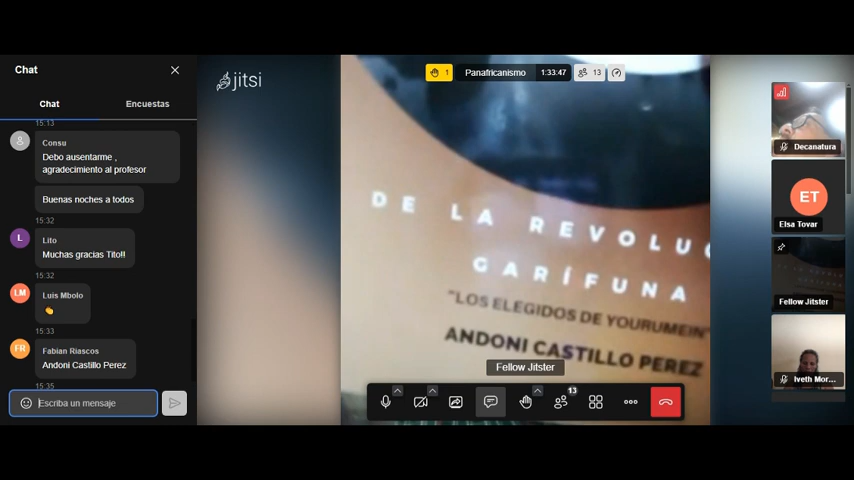 Chat
Chat
Encuestas
15:13
Consu
Debo ausentarme ,
agradecimiento al profesor
Buenas noches a todos
15:32
L
Lito
Muchas gracias Tito!!
15:32
LM
Luis Mbolo
15:33
FR
Fabian Riascos
Andoni Castillo Perez
15:35
Escriba un mensaje
jitsi
1
Panafricanismo
1:33:47
13
DE LA REVOLUC
GARÍFUNA
"LOS ELEGIDOS DE YOURUMEIN"
ANDONI CASTILLO PEREZ
Fellow Jitster
13
Decanatura
ET
Elsa Tovar
Fellow Jitster
Iveth Mor...